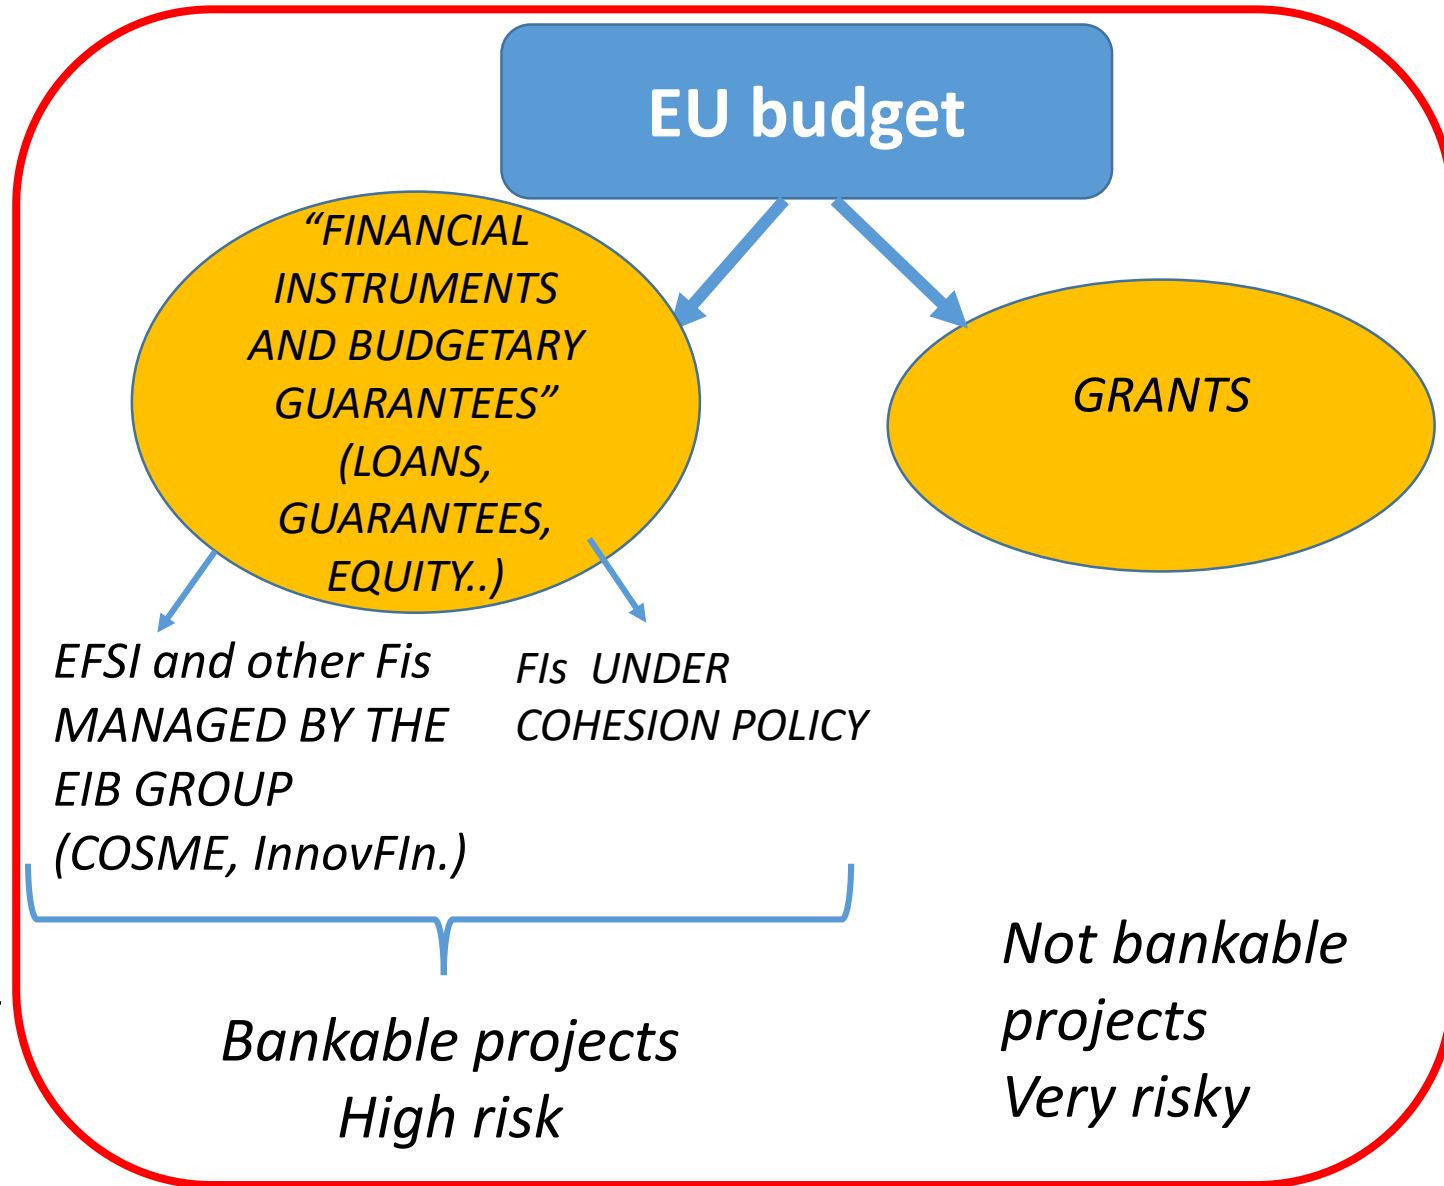 EU budget
“FINANCIAL
INSTRUMENTS
AND BUDGETARY
GUARANTEES”
(LOANS,
GUARANTEES,
EQUITY..)
GRANTS
EFSI and other Fis
MANAGED BY THE
EIB GROUP
(COSME, InnovFIn.)
FIs UNDER
COHESION POLICY
Bankable projects
High risk
Not bankable
projects
Very risky